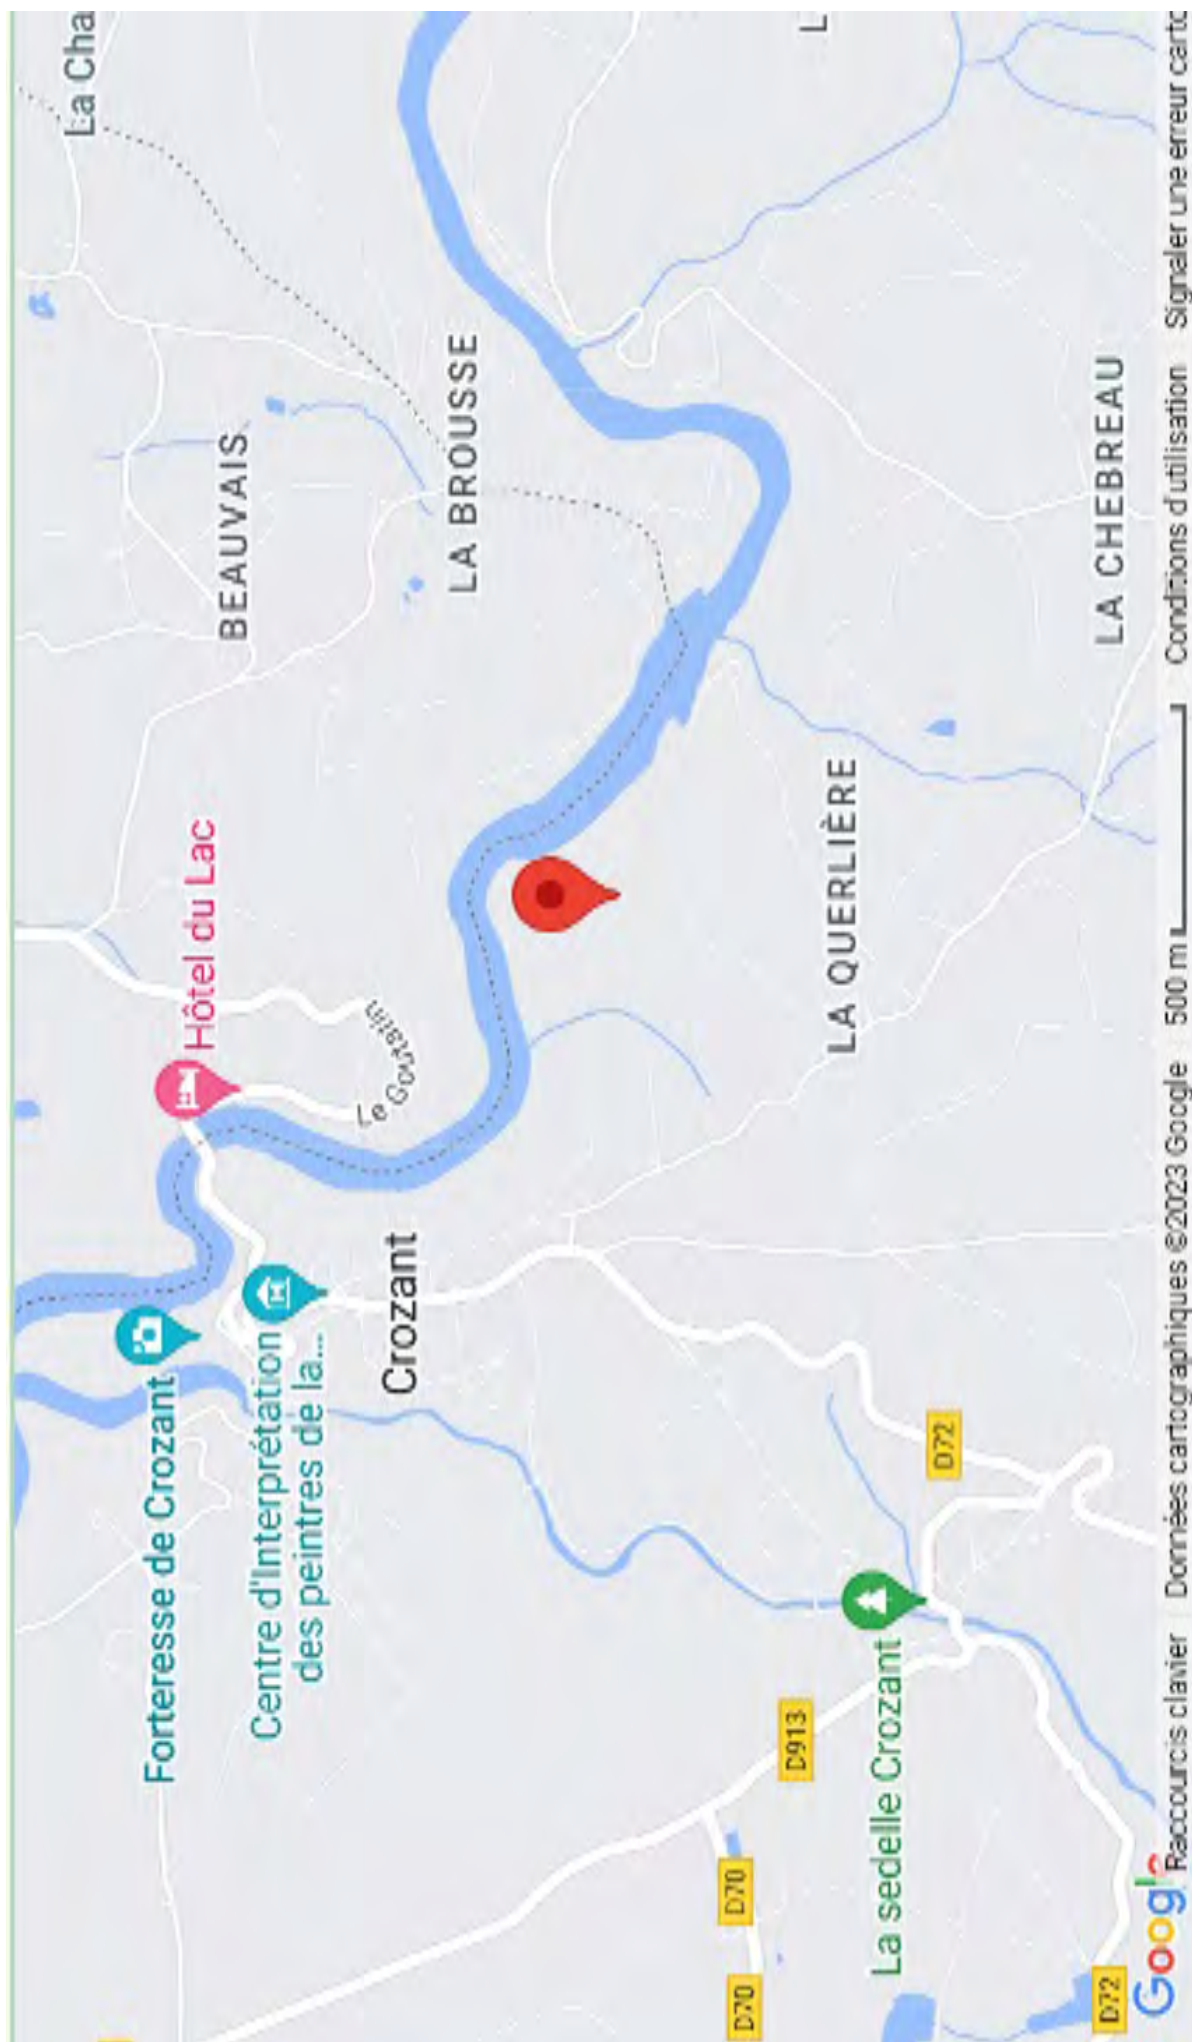 La Cha
BEAUVAIS
LA BROUSSE
Hôtel du Lac
Le Goutatin
Forteresse de Crozant
Centre d'Interprétation
des peintres de la...
Crozant
LA QUERLIÈRE
LA CHEBREAU
L
D72
D913
D70
D70
La sedelle Crozant
D72
Google
Raccourcis clavier
Données cartographiques ©2023 Google
500 m
Conditions d'utilisation
Signaler une erreur carto